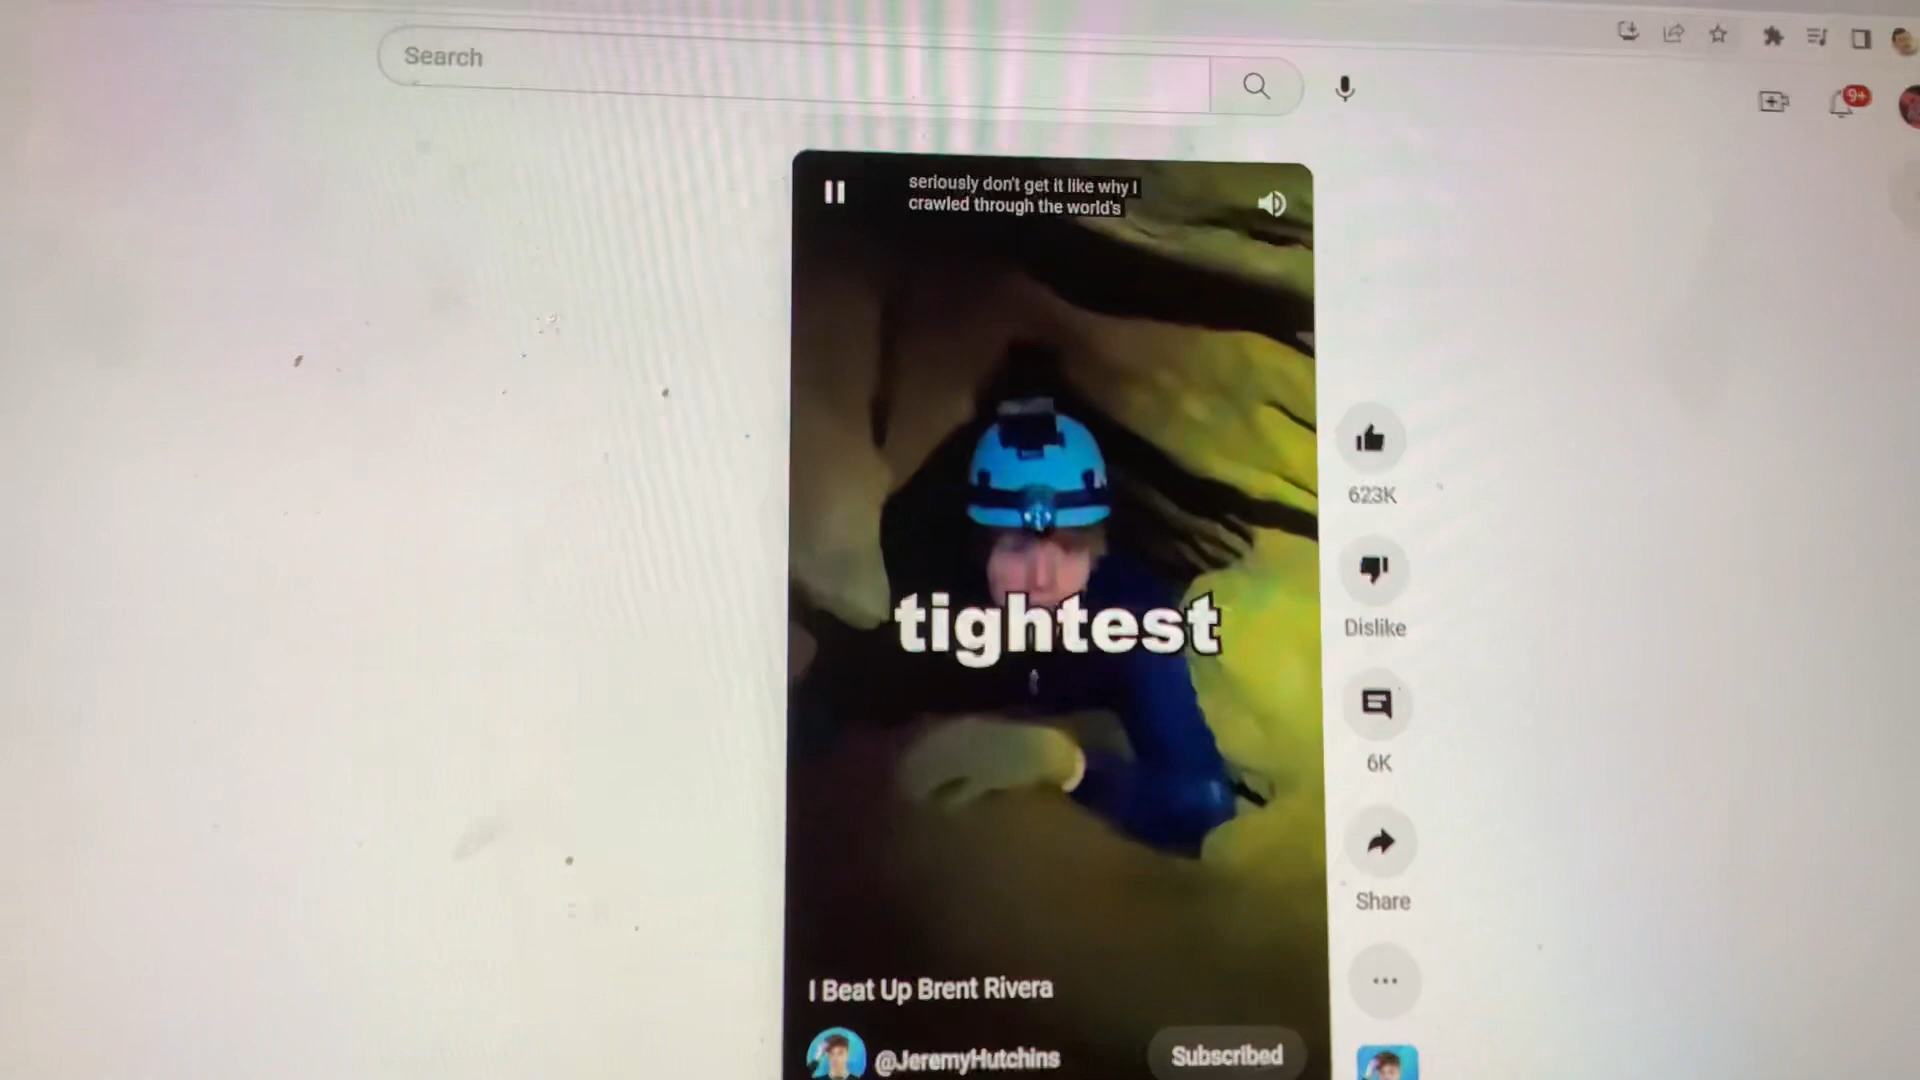 Search
9+
seriously don't get it like why I
crawled through the world's
tightest
623K
Dislike
6K
Share
I Beat Up Brent Rivera
@JeremyHutchins
Subscribed